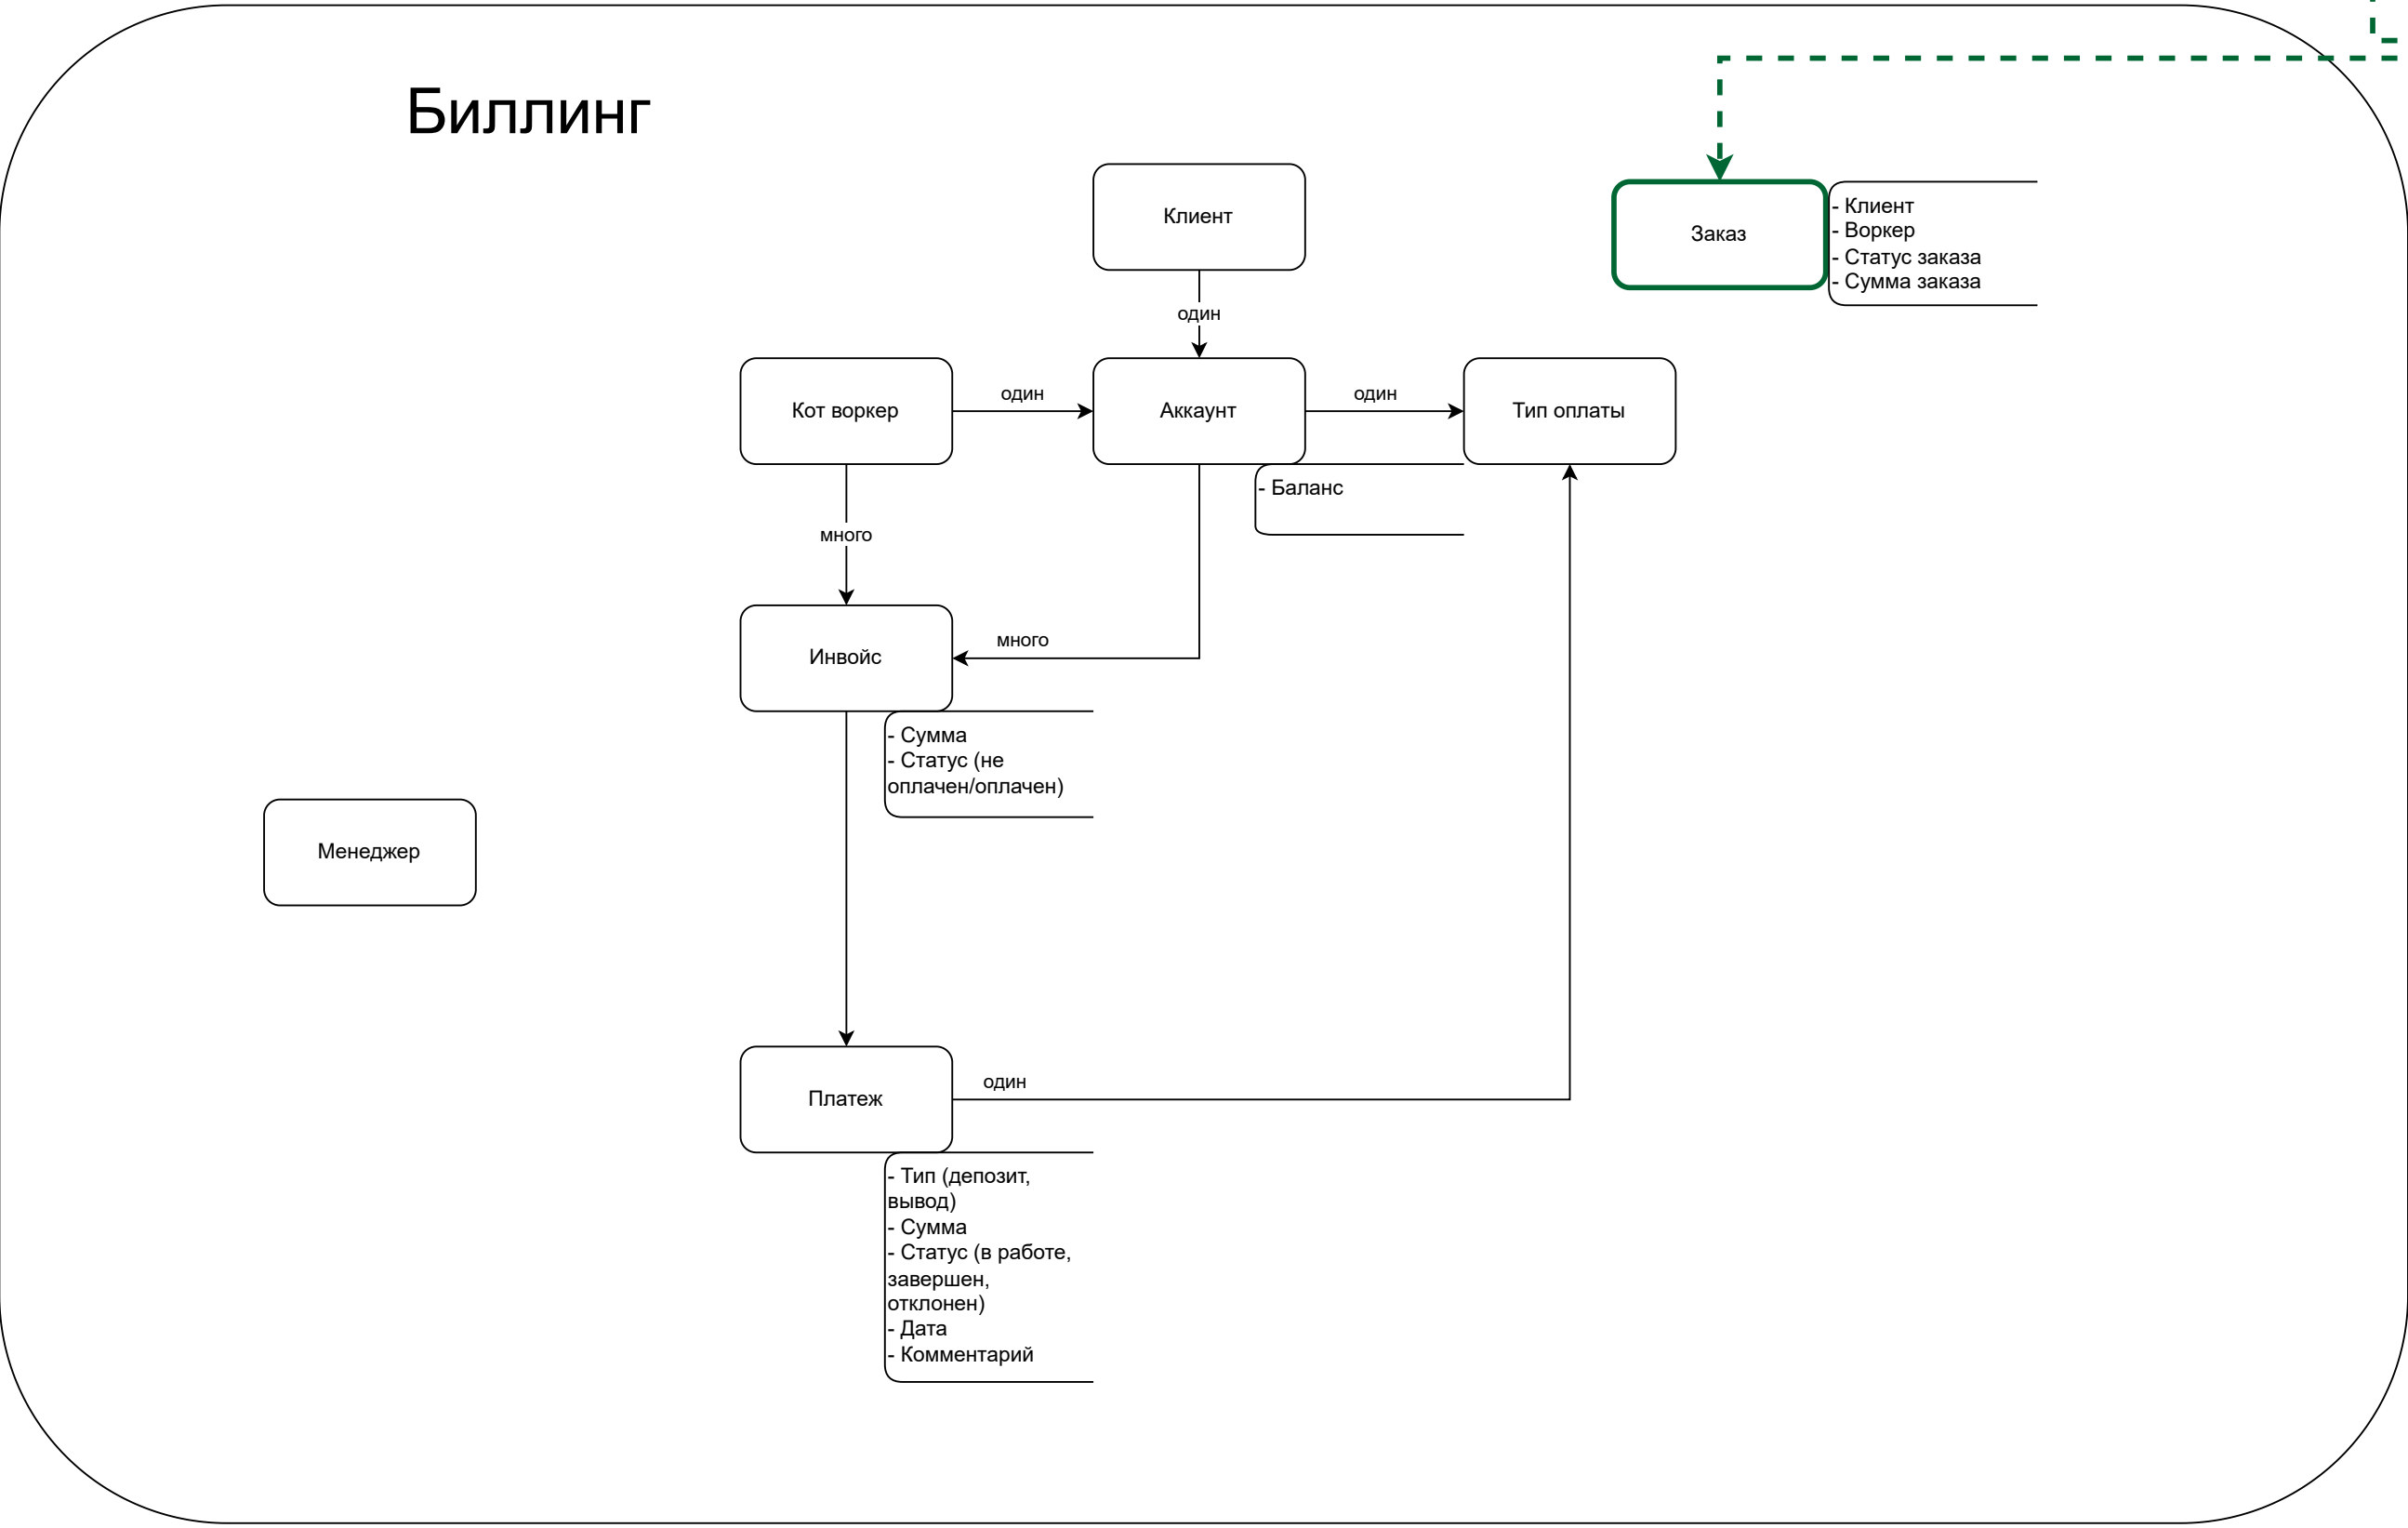 Биллинг
Клиент
Заказ
- Клиент
- Воркер
- Статус заказа
- Сумма заказа
один
Кот воркер
один
Аккаунт
один
Тип оплаты
- Баланс
много
Инвойс
много
- Сумма
- Статус (не
оплачен/оплачен)
Менеджер
Платеж
один
- Тип (депозит,
вывод)
- Сумма
- Статус (в работе,
завершен,
отклонен)
- Дата
- Комментарий